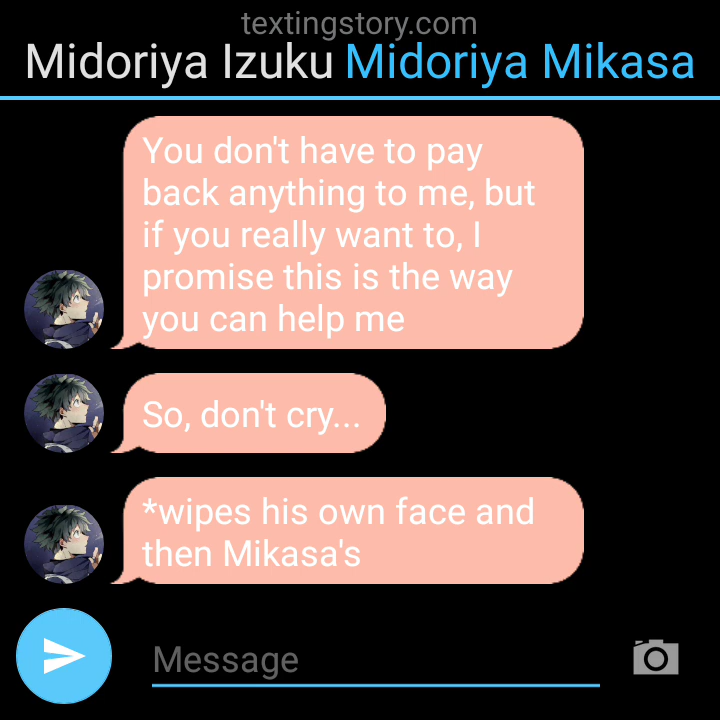 textingstory.com
Midoriya Izuku Midoriya Mikasa
You don't have to pay
back anything to me, but
if you really want to, I
promise this is the way
you can help me
So, don't cry...
*wipes his own face and
then Mikasa's
Message